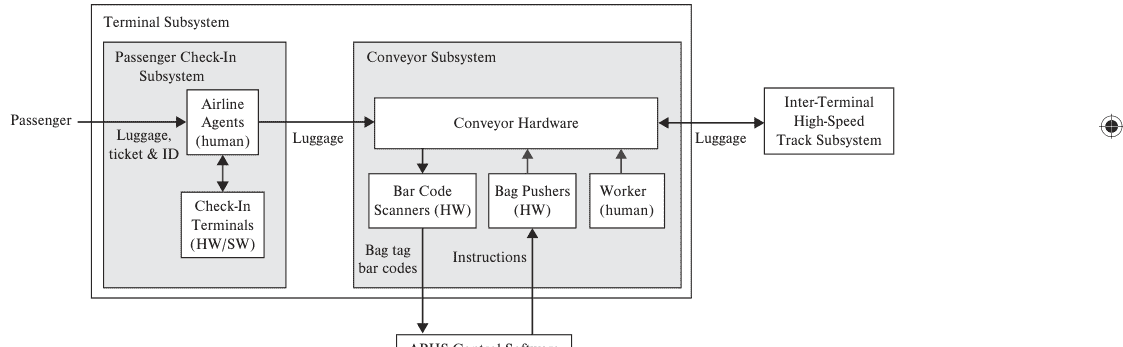 Terminal Subsystem
Passenger Check-In
Subsystem
Conveyor Subsystem
Passenger
Luggage,
ticket & ID
Airline
Agents
(human)
Luggage
Conveyor Hardware
Luggage
Inter-Terminal
High-Speed
Track Subsystem
Check-In
Terminals
(HW/SW)
Bar Code
Scanners (HW)
Bag Pushers
(HW)
Worker
(human)
Bag tag
bar codes
Instructions